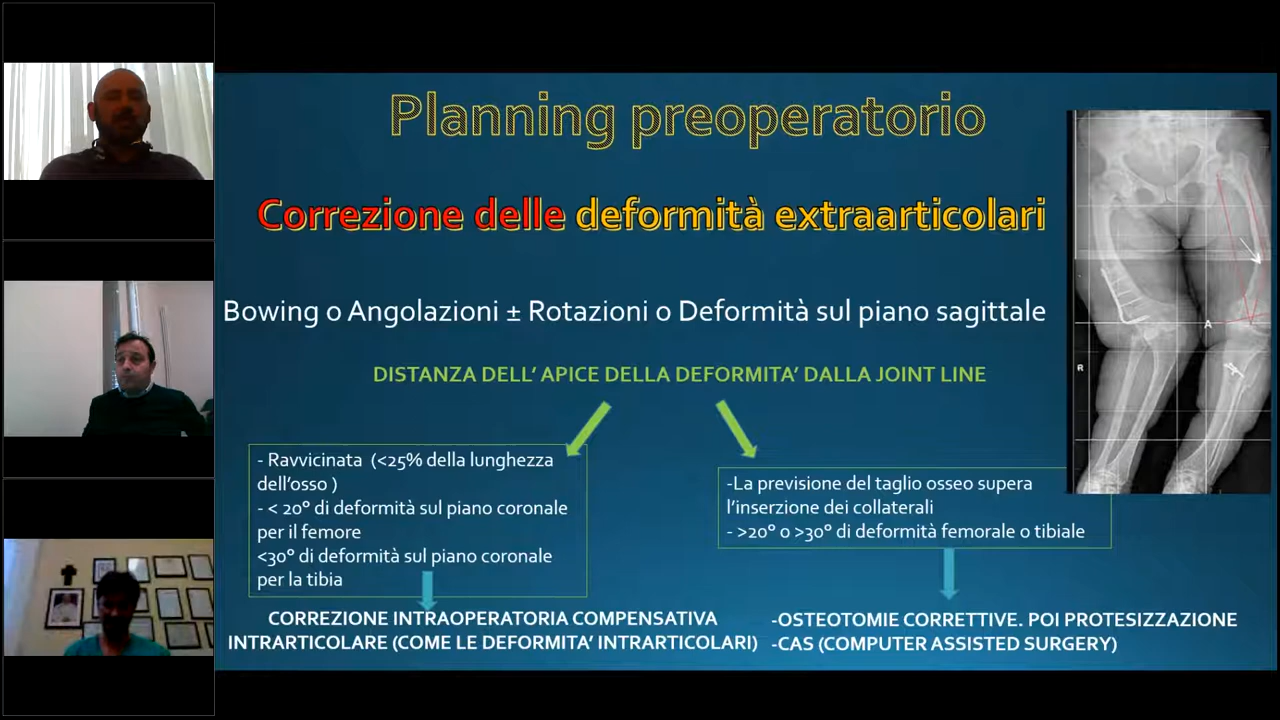 Planning preoperatorio
Correzione delle deformità extraarticolari
Bowing o Angolazioni ± Rotazioni o Deformità sul piano sagittale
DISTANZA DELL' APICE DELLA DEFORMITA' DALLA JOINT LINE
- Ravvicinata (<25% della lunghezza
dell'osso )
- < 20° di deformità sul piano coronale
per il femore
<30° di deformità sul piano coronale
per la tibia
-La previsione del taglio osseo supera
l'inserzione dei collaterali
- >20° o >30° di deformità femorale o tibiale
CORREZIONE INTRAOPERATORIA COMPENSATIVA
INTRARTICOLARE (COME LE DEFORMITA' INTRARTICOLARI)
-OSTEOTOMIE CORRETTIVE. POI PROTESIZZAZIONE
-CAS (COMPUTER ASSISTED SURGERY)
A
R